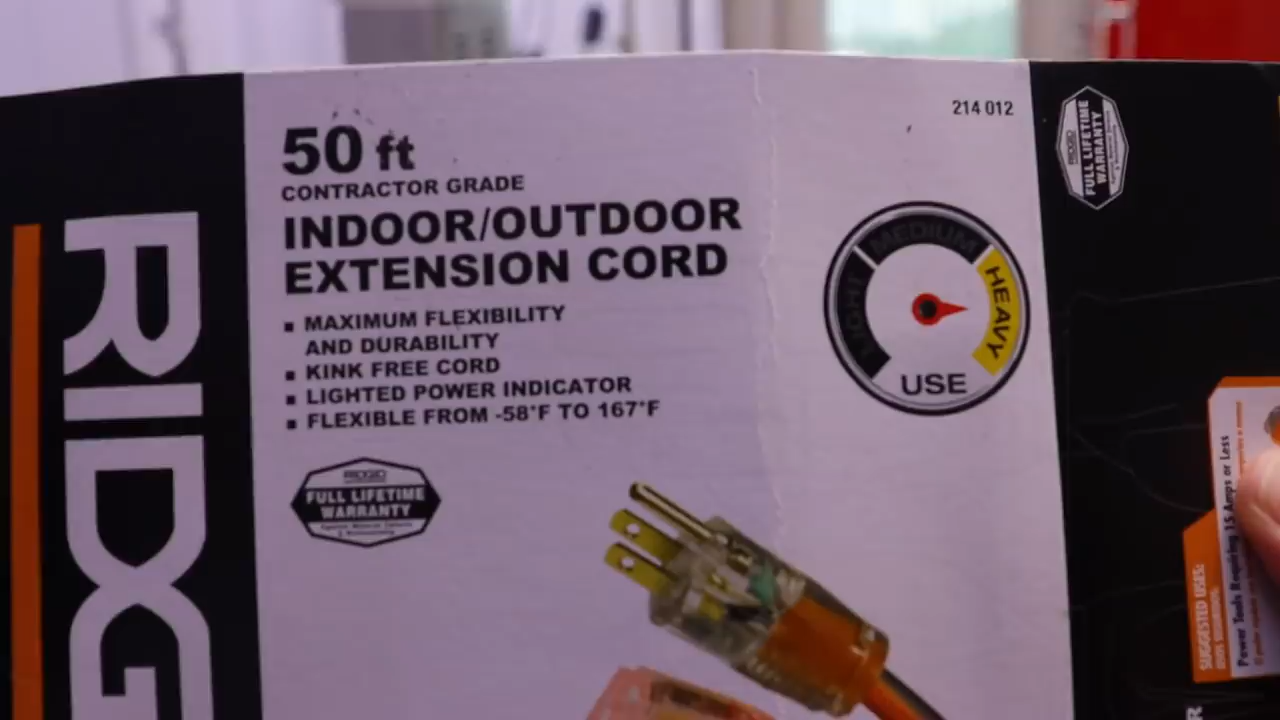 214 012
50 ft
CONTRACTOR GRADE
INDOOR/OUTDOOR
EXTENSION CORD
▪ MAXIMUM FLEXIBILITY
AND DURABILITY
▪ KINK FREE CORD
▪ LIGHTED POWER INDICATOR
▪ FLEXIBLE FROM -58°F TO 167°F
RIDGID
FULL LIFETIME
WARRANTY
LIGHT
MEDIUM
HEAVY
USE
RIDG
RIDGID
FULL LIFETIME
WARRANTY
SUGGESTED USES:
Power Tools Requiring 15 Amps or Less